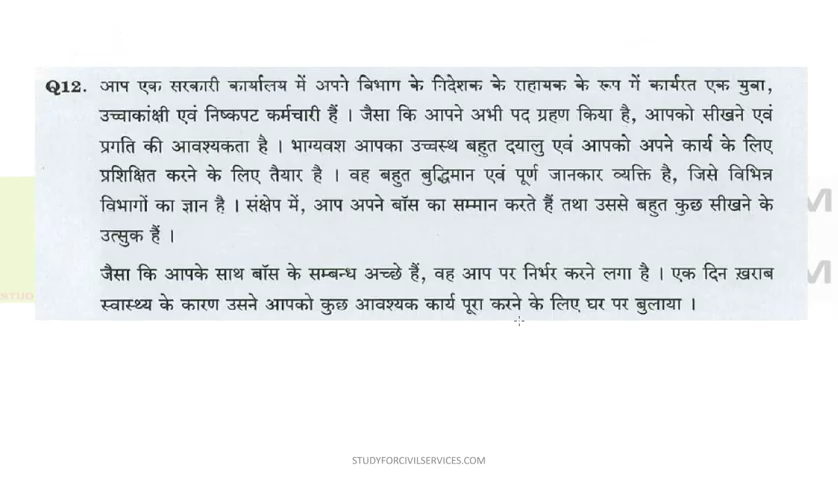 Q12. आप एक सरकारी कार्यालय में अपने विभाग के निदेशक के सहायक के रूप में कार्यरत एक युवा,
उच्चाकांक्षी एवं निष्कपट कर्मचारी हैं । जैसा कि आपने अभी पद ग्रहण किया है, आपको सीखने एवं
प्रगति की आवश्यकता है । भाग्यवश आपका उच्चस्थ बहुत दयालु एवं आपको अपने कार्य के लिए
प्रशिक्षित करने के लिए तैयार है । वह बहुत बुद्धिमान एवं पूर्ण जानकार व्यक्ति है, जिसे विभिन्न
विभागों का ज्ञान है । संक्षेप में, आप अपने बॉस का सम्मान करते हैं तथा उससे बहुत कुछ सीखने के
उत्सुक हैं ।
जैसा कि आपके साथ बॉस के सम्बन्ध अच्छे हैं, वह आप पर निर्भर करने लगा है । एक दिन ख़राब
स्वास्थ्य के कारण उसने आपको कुछ आवश्यक कार्य पूरा करने के लिए घर पर बुलाया ।
STUDYFORCIVILSERVICES.COM